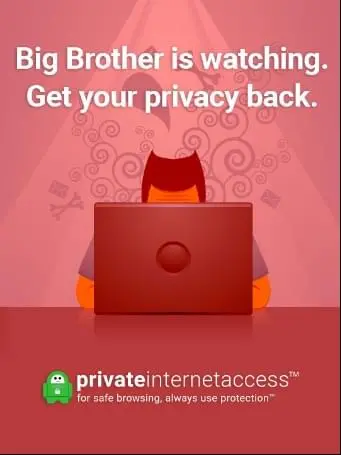 Big Brother is watching.
Get your privacy back.
privateinternetaccess™
for safe browsing, always use protection™